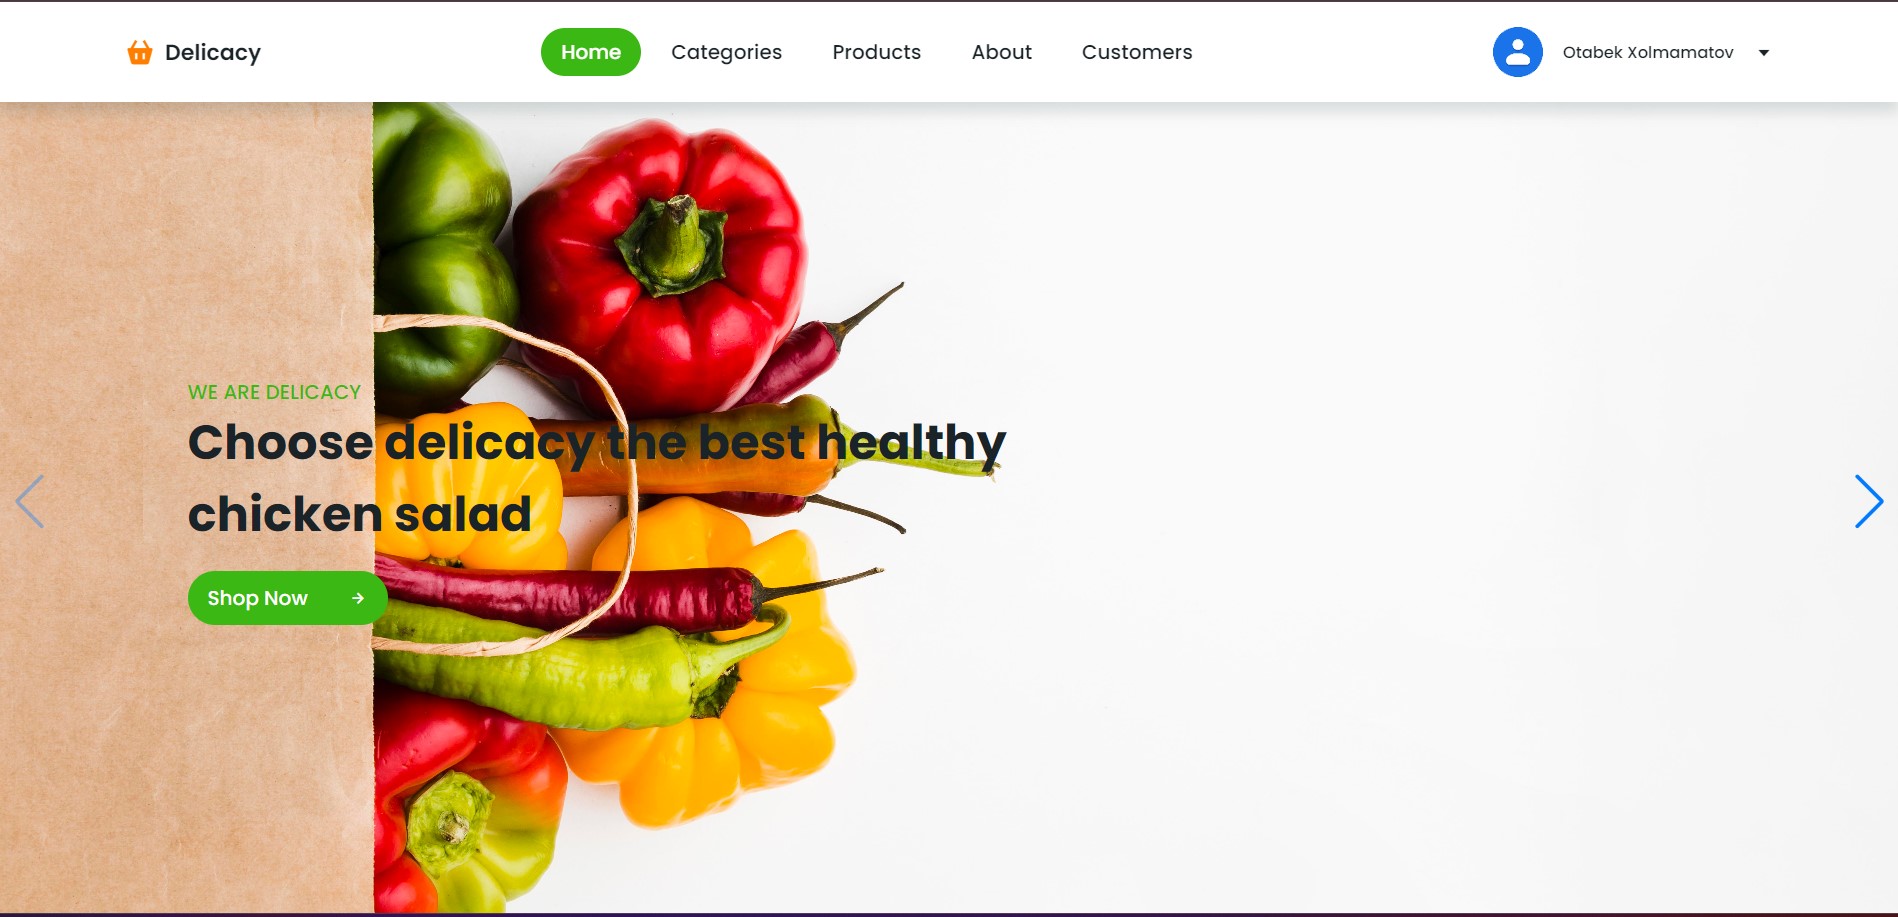 Delicacy
Home
Categories
Products
About
Customers
Otabek Xolmamatov
WE ARE DELICACY
Choose delicacy the best healthy
chicken salad
Shop Now